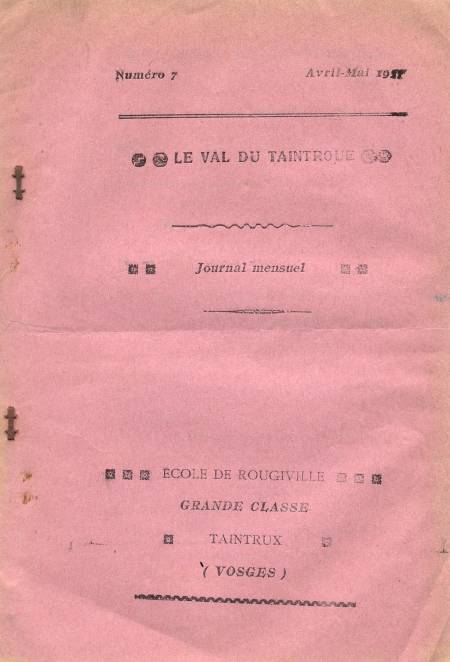 Numéro 7 Avril-Mai
LE VAL DU TAINTROUE
Journal mensuel
ÉCOLE DE ROUGIVILLE
GRANDE CLASSE
TAINTRUX
( VOSGES )